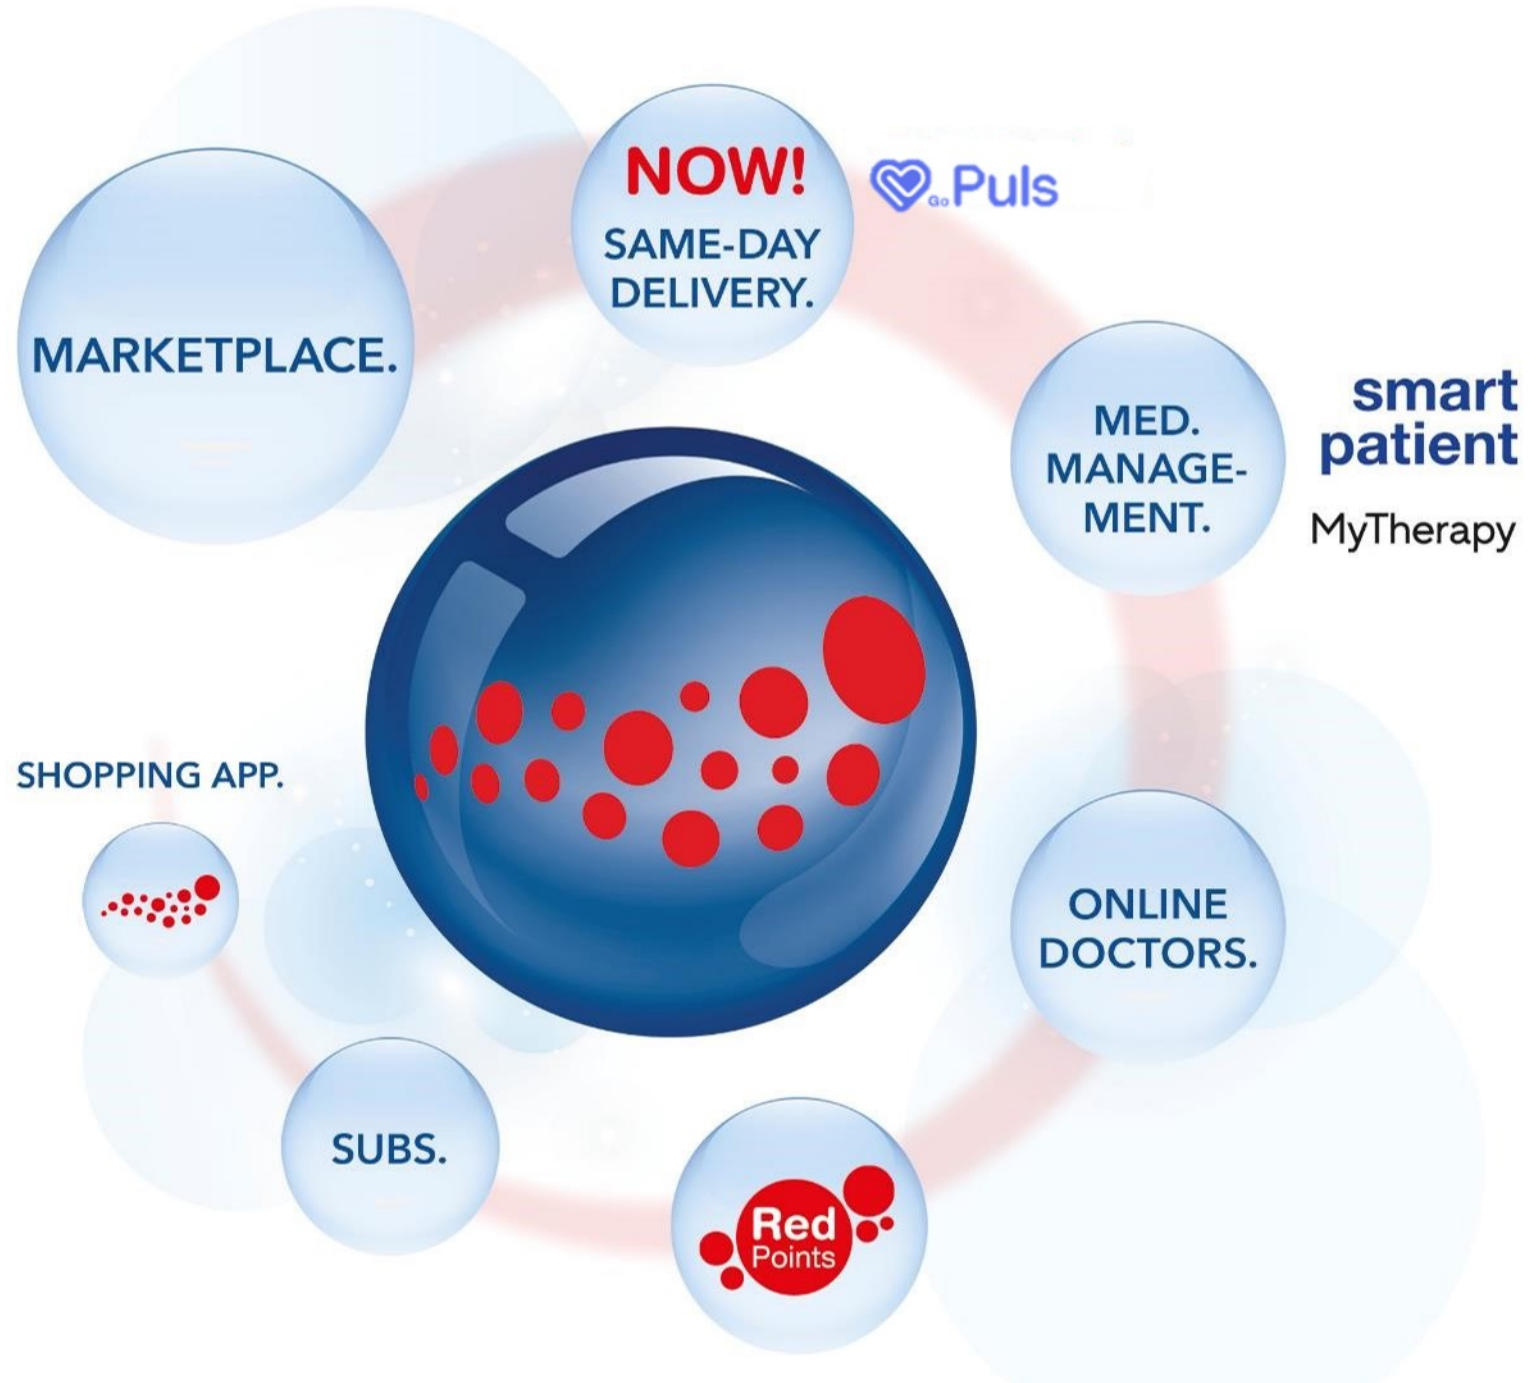 NOW!
SAME-DAY
DELIVERY.
Go Puls
MARKETPLACE.
MED.
MANAGE-
MENT.
smart
patient
MyTherapy
SHOPPING APP.
ONLINE
DOCTORS.
SUBS.
Red
Points